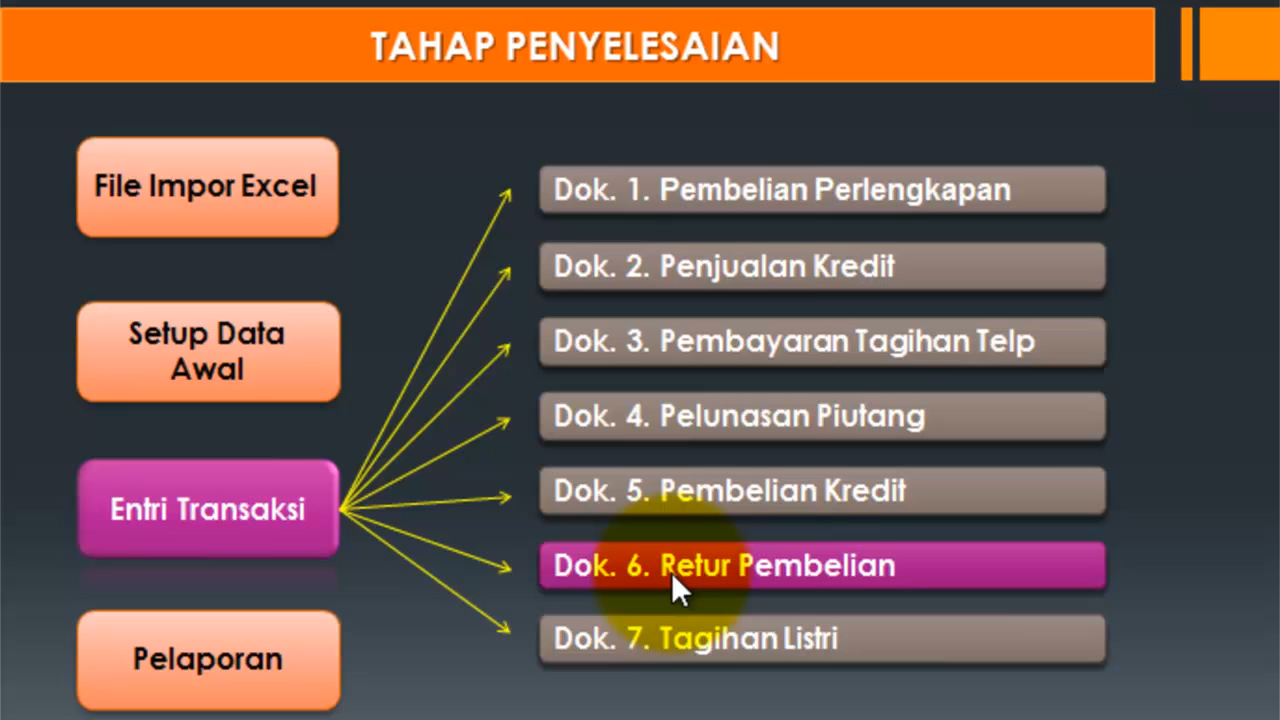 TAHAP PENYELESAIAN
File Impor Excel
Setup Data
Awal
Entri Transaksi
Pelaporan
Dok. 1. Pembelian Perlengkapan
Dok. 2. Penjualan Kredit
Dok. 3. Pembayaran Tagihan Telp
Dok. 4. Pelunasan Piutang
Dok. 5. Pembelian Kredit
Dok. 6. Retur Pembelian
Dok. 7. Tagihan Listri